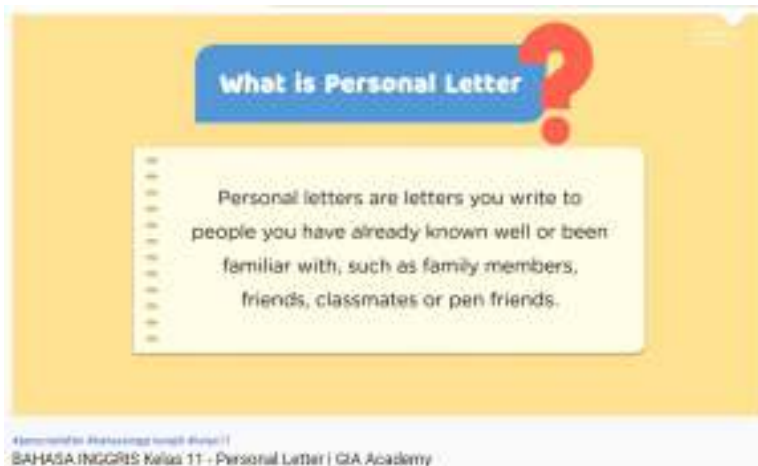 What is Personal Letter ?
Personal letters are letters you write to
people you have already known well or been
familiar with, such as family members,
friends, classmates or pen friends.
BAHASA INGGRIS Kelas 11 - Personal Letter | GIA Academy